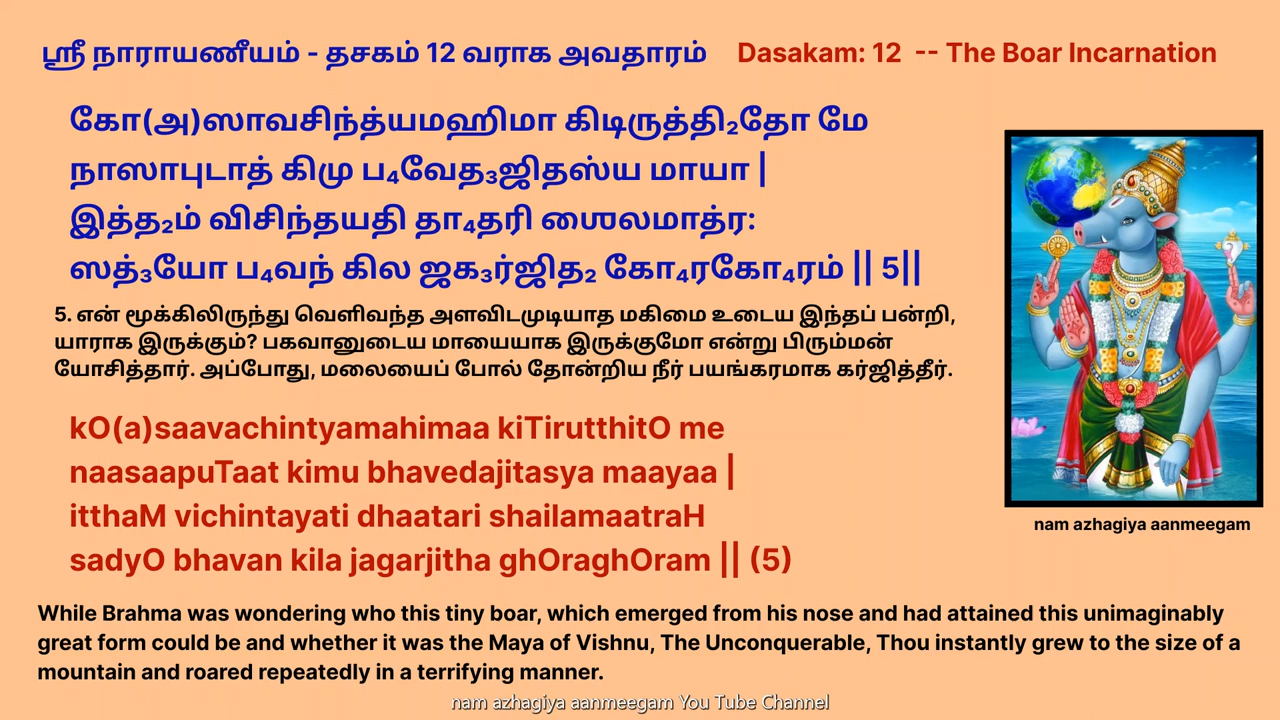 ஸ்ரீ நாராயணீயம் - தசகம் 12 வராக அவதாரம் Dasakam: 12 -- The Boar Incarnation
கோ(அ)ஸாவசிந்த்யமஹிமா கிடிருத்தி₂தோ மே
நாஸாபுடாத் கிமு ப₄வேத₃ஜிதஸ்ய மாயா |
இத்த₂ம் விசிந்தயதி தா₄தரி ஶைலமாத்ர:
ஸத்₃யோ ப₄வந் கில ஜக₃ர்ஜித₂ கோ₄ரகோ₄ரம் || 5||
5. என் மூக்கிலிருந்து வெளிவந்த அளவிடமுடியாத மகிமை உடைய இந்தப் பன்றி,
யாராக இருக்கும்? பகவானுடைய மாயையாக இருக்குமோ என்று பிரும்மன்
யோசித்தார். அப்போது, மலையைப் போல் தோன்றிய நீர் பயங்கரமாக கர்ஜித்தீர்.
kO(a)saavachintyamahimaa kiTirutthitO me
naasaapuTaat kimu bhavedajitasya maayaa |
itthaM vichintayati dhaatari shailamaatraH
sadyO bhavan kila jagarjitha ghOraghOram || (5)
nam azhagiya aanmeegam
While Brahma was wondering who this tiny boar, which emerged from his nose and had attained this unimaginably
great form could be and whether it was the Maya of Vishnu, The Unconquerable, Thou instantly grew to the size of a
mountain and roared repeatedly in a terrifying manner.
nam azhagiya aanmeegam You Tube Channel